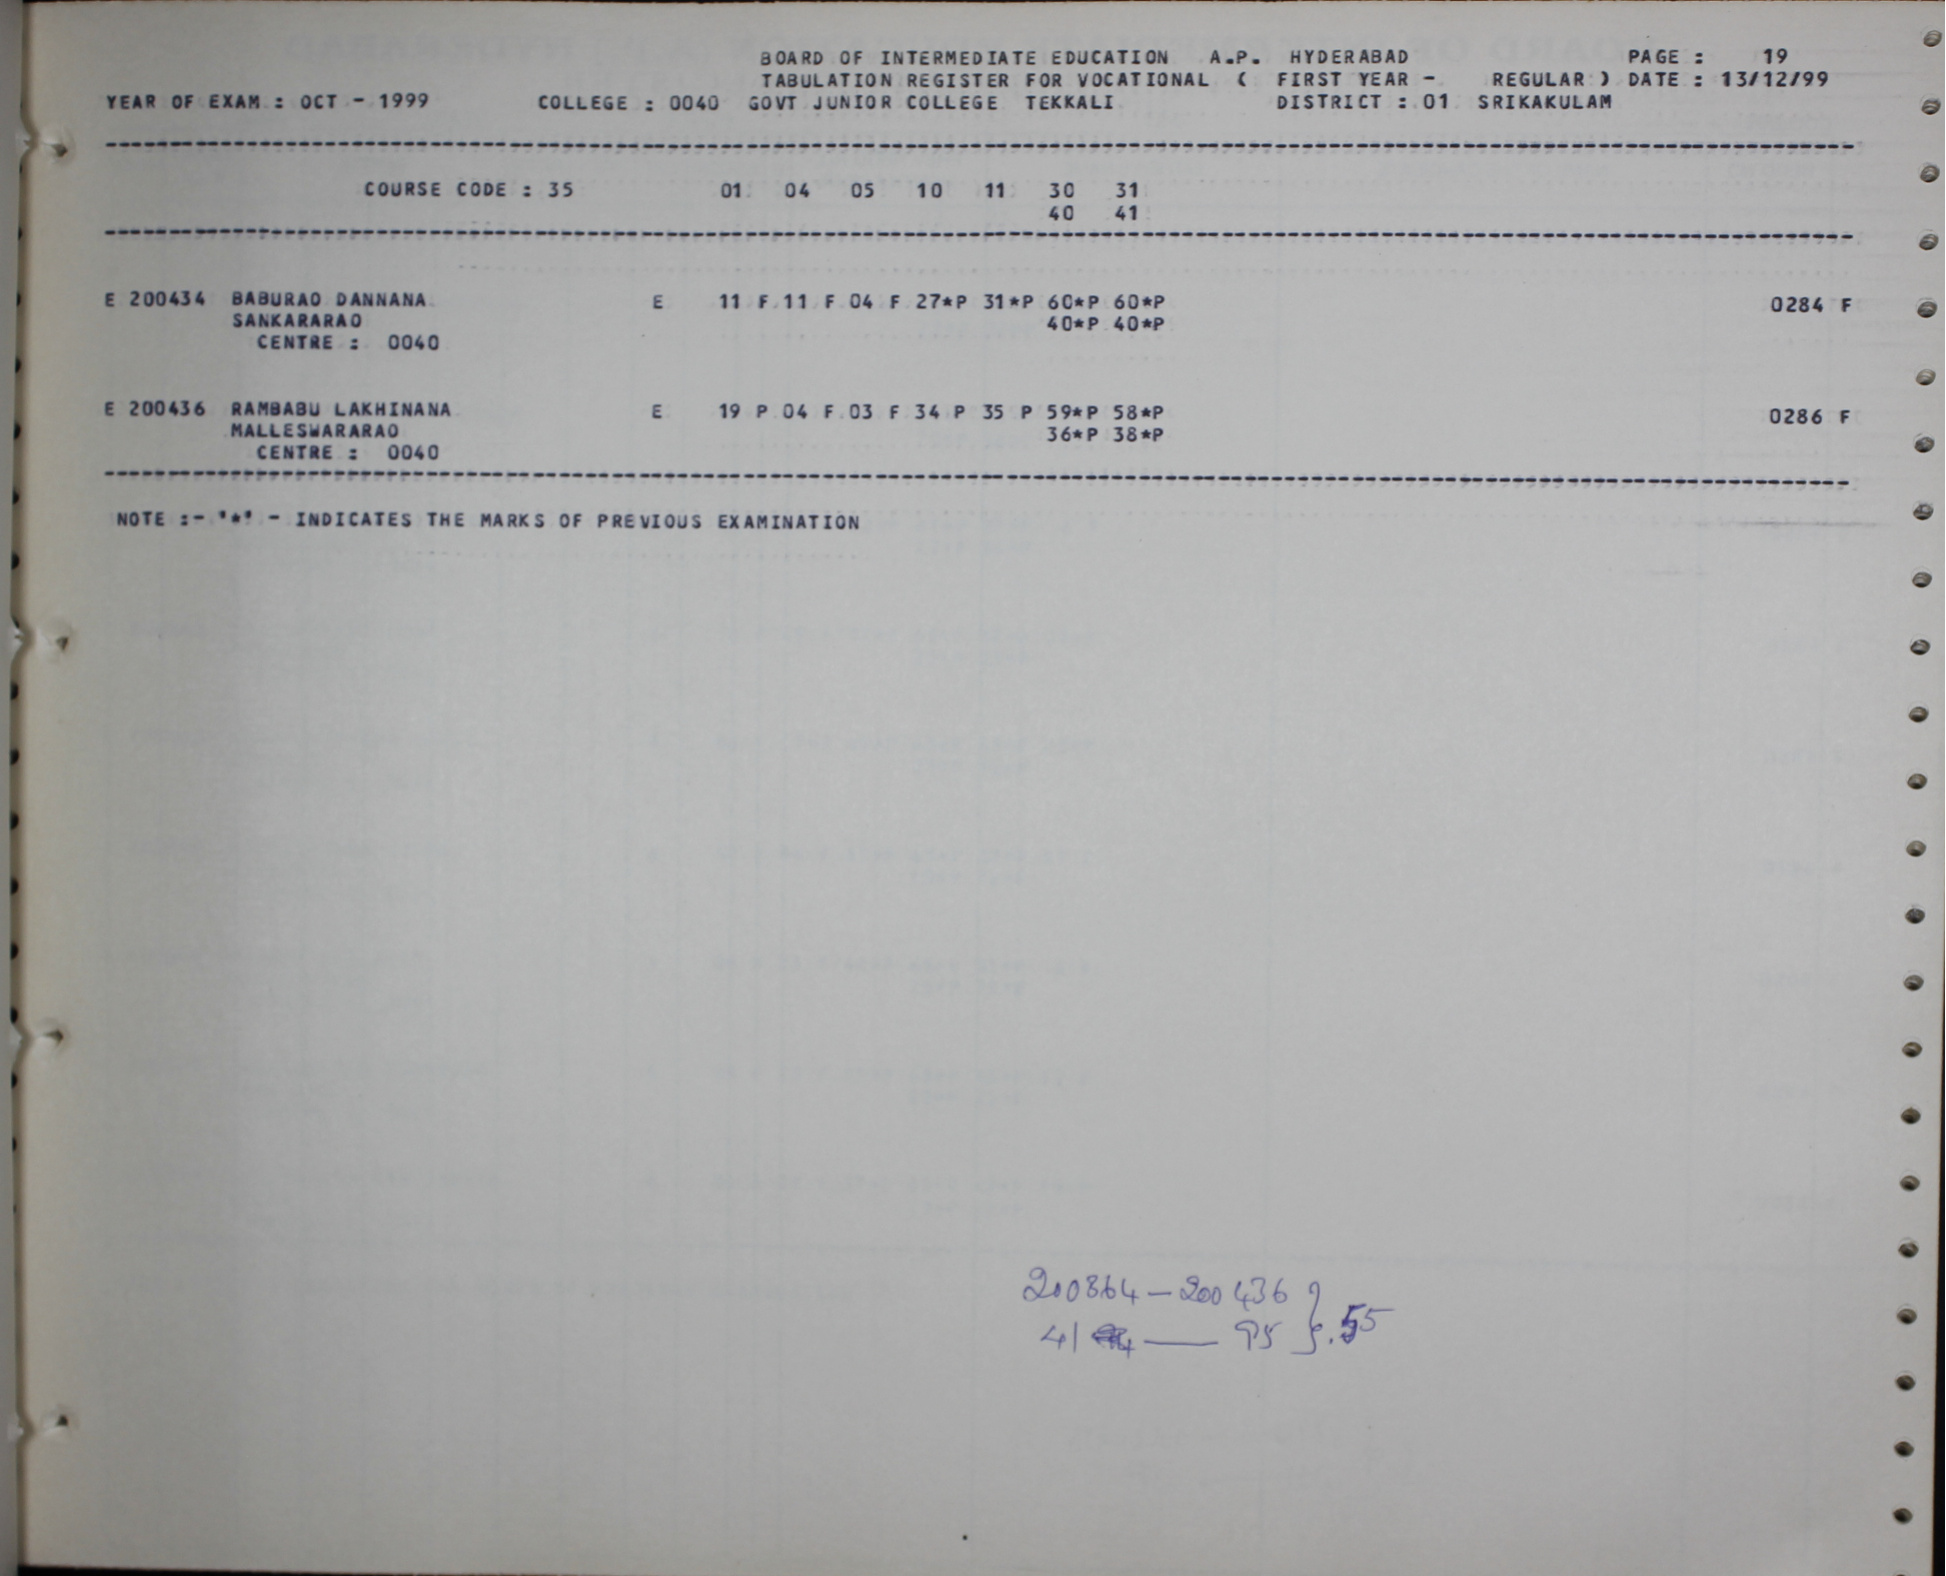 BOARD OF INTERMEDIATE EDUCATION A.P. HYDERABAD PAGE : 19
TABULATION REGISTER FOR VOCATIONAL ( FIRST YEAR - REGULAR ) DATE : 13/12/99
YEAR OF EXAM : OCT - 1999 COLLEGE : 0040 GOVT JUNIOR COLLEGE TEKKALI DISTRICT : 01 SRIKAKULAM
COURSE CODE : 35 01 04 05 10 11 30 31
40 41
E 200434 BABURAO DANNANA E 11 F 11 F 04 F 27*P 31*P 60*P 60*P 0284 F
SANKARARAO 40*P 40*P
CENTRE : 0040
E 200436 RAMBABU LAKHINANA E 19 P 04 F 03 F 34 P 35 P 59*P 58*P 0286 F
MALLESWARARAO 36*P 38*P
CENTRE : 0040
NOTE :- '*' - INDICATES THE MARKS OF PREVIOUS EXAMINATION
200364 - 200436
41 — 95 } 55